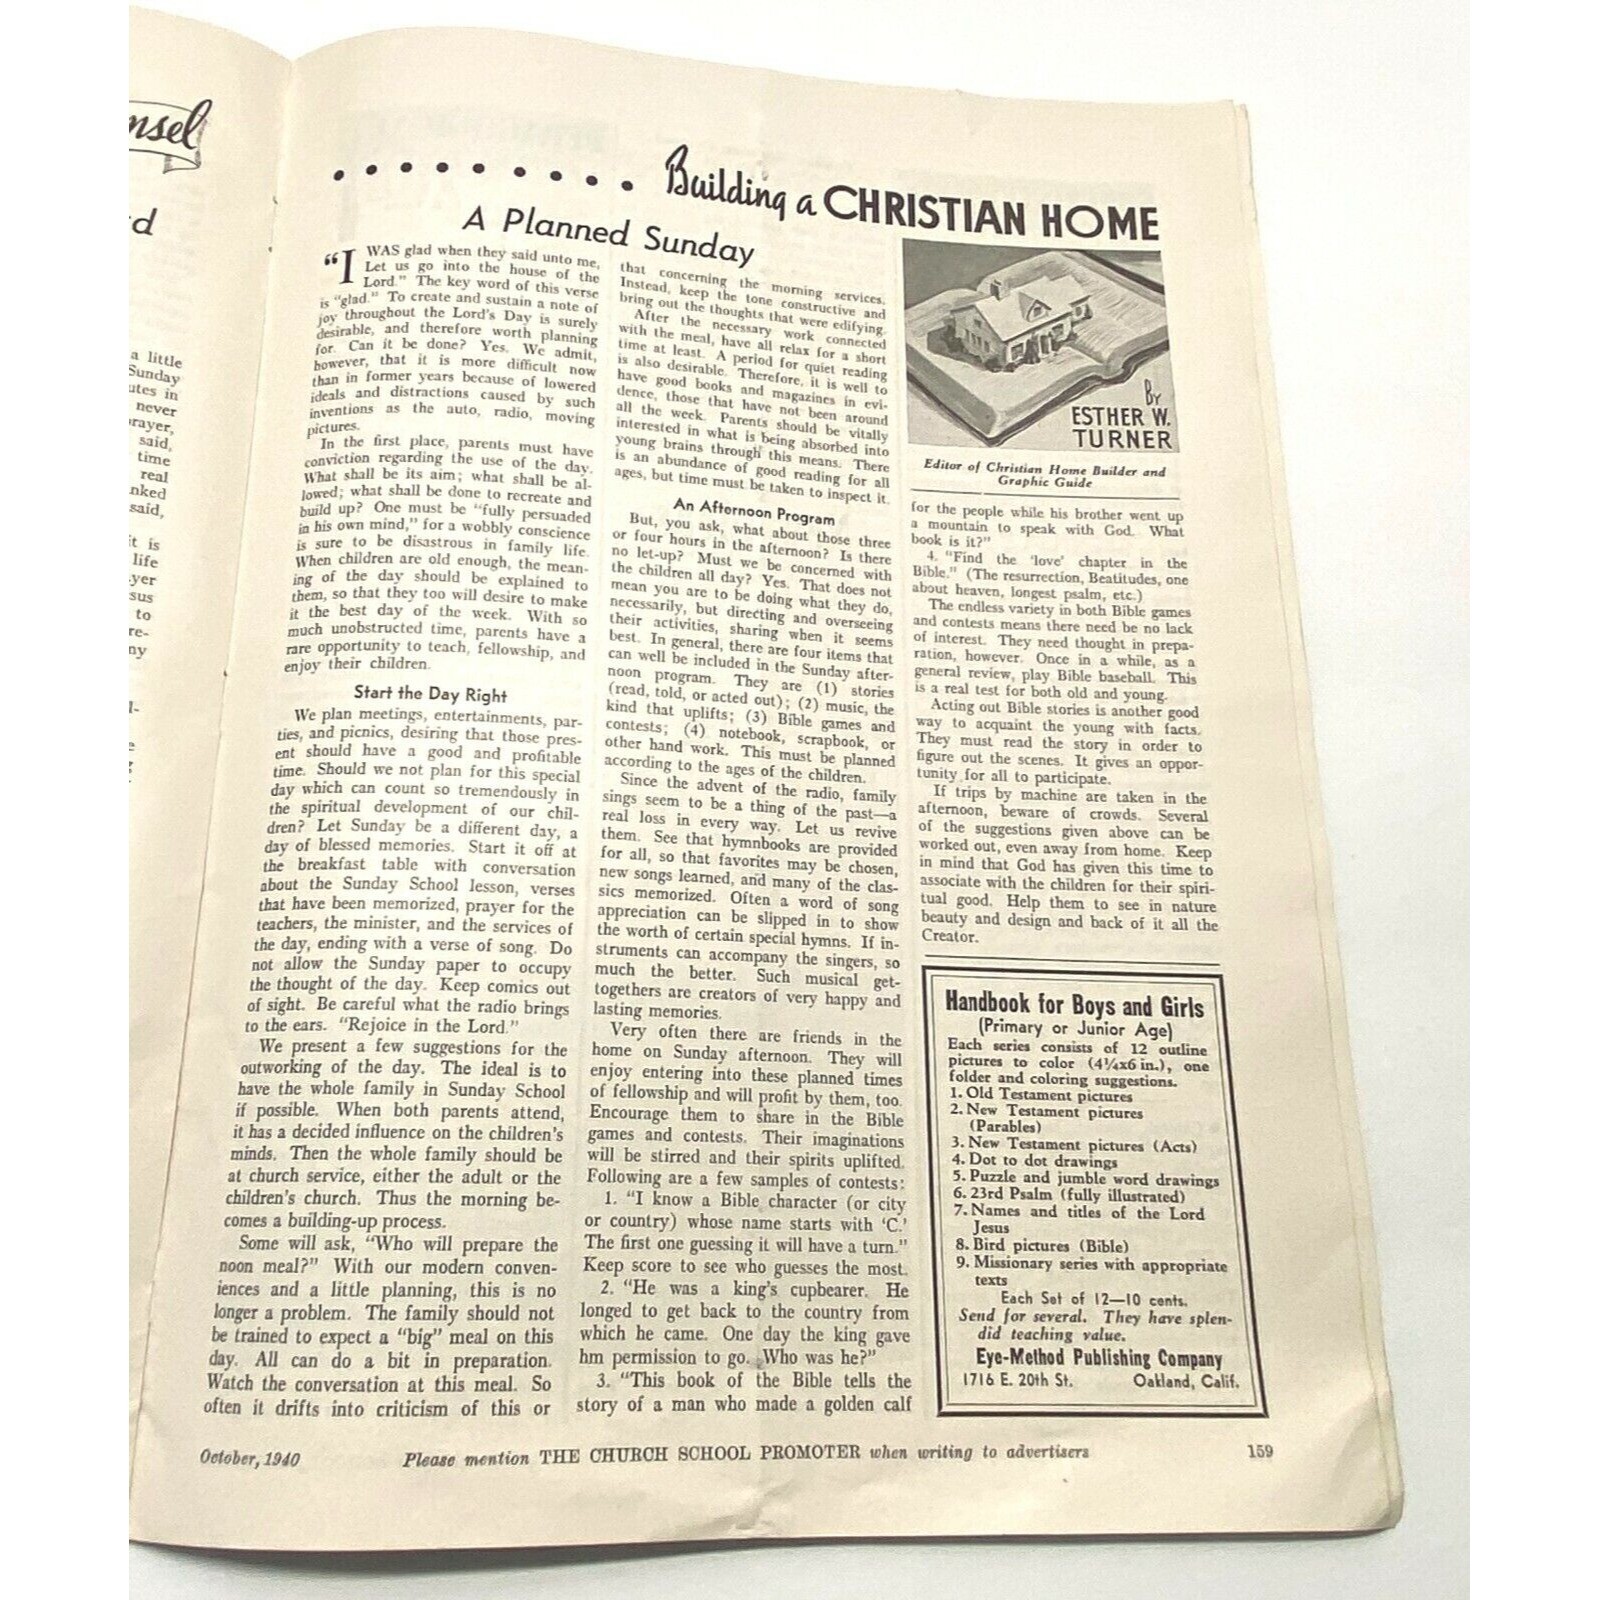 nsel
d
a little
Sunday
utes in
never
rayer,
said,
time
real
nked
said,
it is
life
yer
sus
to
re-
ny
l-
e
Building a CHRISTIAN HOME
A Planned Sunday
"I WAS glad when they said unto me,
Let us go into the house of the
Lord." The key word of this verse
is "glad." To create and sustain a note of
joy throughout the Lord's Day is surely
desirable, and therefore worth planning
for. Can it be done? Yes. We admit,
however, that it is more difficult now
than in former years because of lowered
ideals and distractions caused by such
inventions as the auto, radio, moving
pictures.
In the first place, parents must have
conviction regarding the use of the day.
What shall be its aim; what shall be al-
lowed; what shall be done to recreate and
build up? One must be "fully persuaded
in his own mind," for a wobbly conscience
is sure to be disastrous in family life.
When children are old enough, the mean-
ing of the day should be explained to
them, so that they too will desire to make
it the best day of the week. With so
much unobstructed time, parents have a
rare opportunity to teach, fellowship, and
enjoy their children.
Start the Day Right
We plan meetings, entertainments, par-
ties, and picnics, desiring that those pres-
ent should have a good and profitable
time. Should we not plan for this special
day which can count so tremendously in
the spiritual development of our chil-
dren? Let Sunday be a different day, a
day of blessed memories. Start it off at
the breakfast table with conversation
about the Sunday School lesson, verses
that have been memorized, prayer for the
teachers, the minister, and the services of
the day, ending with a verse of song. Do
not allow the Sunday paper to occupy
the thought of the day. Keep comics out
of sight. Be careful what the radio brings
to the ears. "Rejoice in the Lord."
We present a few suggestions for the
outworking of the day. The ideal is to
have the whole family in Sunday School
if possible. When both parents attend,
it has a decided influence on the children's
minds. Then the whole family should be
at church service, either the adult or the
children's church. Thus the morning be-
comes a building-up process.
Some will ask, "Who will prepare the
noon meal?" With our modern conven-
iences and a little planning, this is no
longer a problem. The family should not
be trained to expect a "big" meal on this
day. All can do a bit in preparation.
Watch the conversation at this meal. So
often it drifts into criticism of this or
that concerning the morning services.
Instead, keep the tone constructive and
bring out the thoughts that were edifying.
After the necessary work connected
with the meal, have all relax for a short
time at least. A period for quiet reading
is also desirable. Therefore, it is well to
have good books and magazines in evi-
dence, those that have not been around
all the week. Parents should be vitally
interested in what is being absorbed into
young brains through this means. There
is an abundance of good reading for all
ages, but time must be taken to inspect it.
An Afternoon Program
But, you ask, what about those three
or four hours in the afternoon? Is there
no let-up? Must we be concerned with
the children all day? Yes. That does not
mean you are to be doing what they do,
necessarily, but directing and overseeing
their activities, sharing when it seems
best. In general, there are four items that
can well be included in the Sunday after-
noon program. They are (1) stories
(read, told, or acted out); (2) music, the
kind that uplifts; (3) Bible games and
contests; (4) notebook, scrapbook, or
other hand work. This must be planned
according to the ages of the children.
Since the advent of the radio, family
sings seem to be a thing of the past—a
real loss in every way. Let us revive
them. See that hymnbooks are provided
for all, so that favorites may be chosen,
new songs learned, and many of the clas-
sics memorized. Often a word of song
appreciation can be slipped in to show
the worth of certain special hymns. If in-
struments can accompany the singers, so
much the better. Such musical get-
togethers are creators of very happy and
lasting memories.
Very often there are friends in the
home on Sunday afternoon. They will
enjoy entering into these planned times
of fellowship and will profit by them, too.
Encourage them to share in the Bible
games and contests. Their imaginations
will be stirred and their spirits uplifted.
Following are a few samples of contests:
1. "I know a Bible character (or city
or country) whose name starts with 'C.'
The first one guessing it will have a turn."
Keep score to see who guesses the most.
2. "He was a king's cupbearer. He
longed to get back to the country from
which he came. One day the king gave
hm permission to go. Who was he?"
3. "This book of the Bible tells the
story of a man who made a golden calf
By
ESTHER W.
TURNER
Editor of Christian Home Builder and
Graphic Guide
for the people while his brother went up
a mountain to speak with God. What
book is it?"
4. "Find the 'love' chapter in the
Bible." (The resurrection, Beatitudes, one
about heaven, longest psalm, etc.)
The endless variety in both Bible games
and contests means there need be no lack
of interest. They need thought in prepa-
ration, however. Once in a while, as a
general review, play Bible baseball. This
is a real test for both old and young.
Acting out Bible stories is another good
way to acquaint the young with facts.
They must read the story in order to
figure out the scenes. It gives an oppor-
tunity for all to participate.
If trips by machine are taken in the
afternoon, beware of crowds. Several
of the suggestions given above can be
worked out, even away from home. Keep
in mind that God has given this time to
associate with the children for their spiri-
tual good. Help them to see in nature
beauty and design and back of it all the
Creator.
Handbook for Boys and Girls
(Primary or Junior Age)
Each series consists of 12 outline
pictures to color (4¼x6 in.), one
folder and coloring suggestions.
1. Old Testament pictures
2. New Testament pictures
(Parables)
3. New Testament pictures (Acts)
4. Dot to dot drawings
5. Puzzle and jumble word drawings
6. 23rd Psalm (fully illustrated)
7. Names and titles of the Lord
Jesus
8. Bird pictures (Bible)
9. Missionary series with appropriate
texts
Each Set of 12—10 cents.
Send for several. They have splen-
did teaching value.
Eye-Method Publishing Company
1716 E. 20th St. Oakland, Calif.
October, 1940 Please mention THE CHURCH SCHOOL PROMOTER when writing to advertisers 159